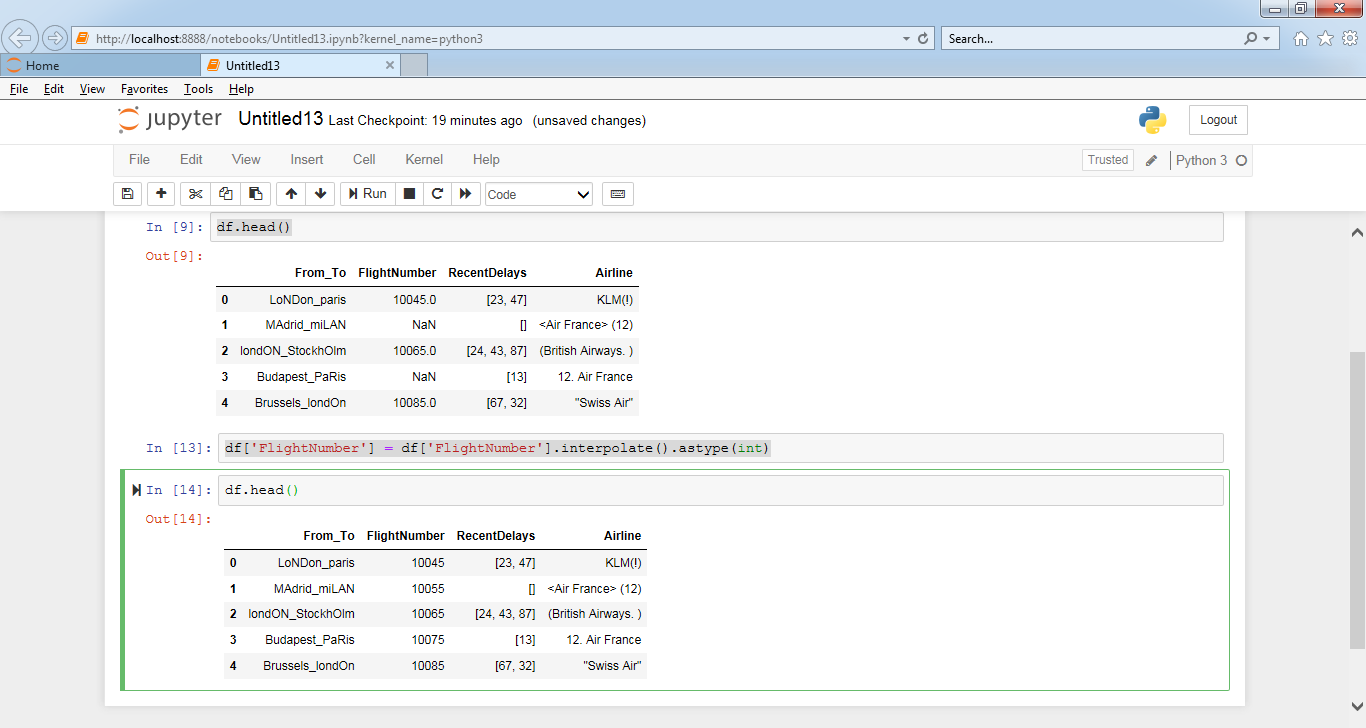 http://localhost:8888/notebooks/Untitled13.ipynb?kernel_name=python3
Search...
Home
Untitled13
File Edit View Favorites Tools Help
jupyter Untitled13 Last Checkpoint: 19 minutes ago (unsaved changes)
Logout
File Edit View Insert Cell Kernel Help
Trusted
Python 3
Run
Code
In [9]: df.head()
Out[9]:
From_To FlightNumber RecentDelays Airline
0 LoNDon_paris 10045.0 [23, 47] KLM(!)
1 MAdrid_miLAN NaN [] <Air France> (12)
2 londON_StockhOlm 10065.0 [24, 43, 87] (British Airways. )
3 Budapest_PaRis NaN [13] 12. Air France
4 Brussels_londOn 10085.0 [67, 32] "Swiss Air"
In [13]: df['FlightNumber'] = df['FlightNumber'].interpolate().astype(int)
In [14]: df.head()
Out[14]:
From_To FlightNumber RecentDelays Airline
0 LoNDon_paris 10045 [23, 47] KLM(!)
1 MAdrid_miLAN 10055 [] <Air France> (12)
2 londON_StockhOlm 10065 [24, 43, 87] (British Airways. )
3 Budapest_PaRis 10075 [13] 12. Air France
4 Brussels_londOn 10085 [67, 32] "Swiss Air"